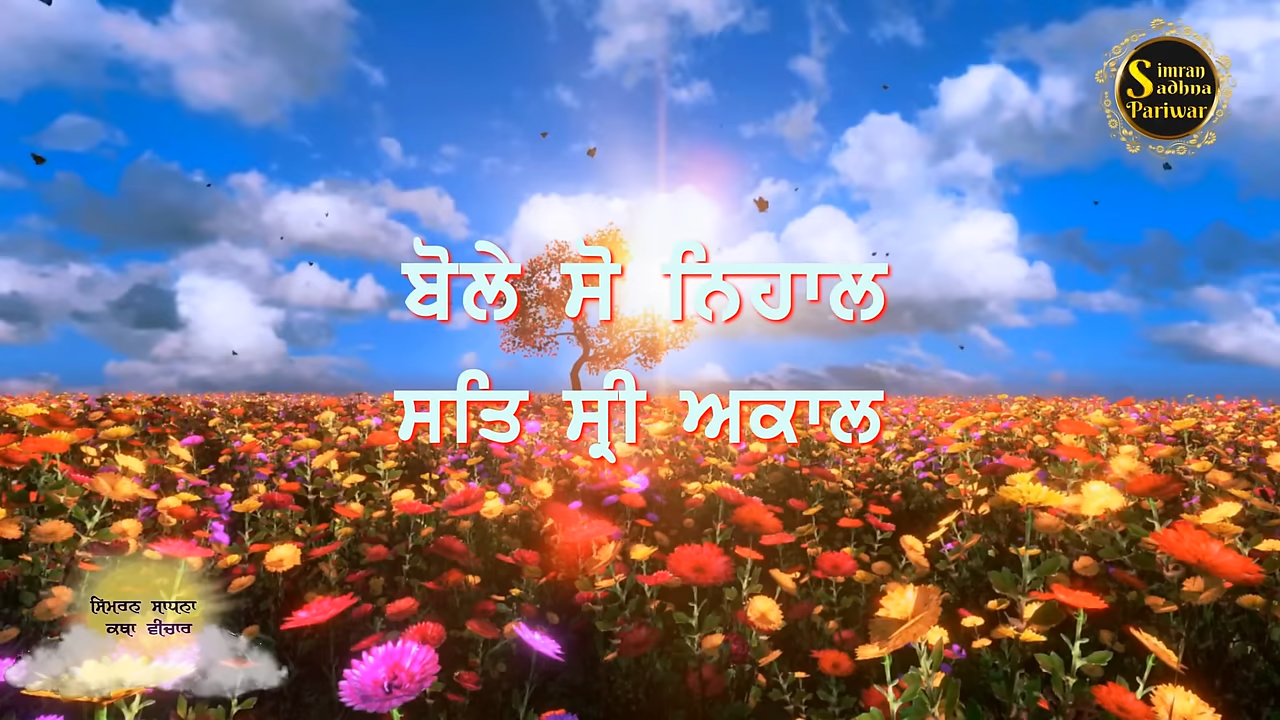 Simran
Sadhna
Pariwar
ਬੋਲੇ ਸੋ ਨਿਹਾਲ
ਸਤਿ ਸ੍ਰੀ ਅਕਾਲ
ਸਿਮਰਨ ਸਾਧਨਾ
ਕਥਾ ਵੀਚਾਰ